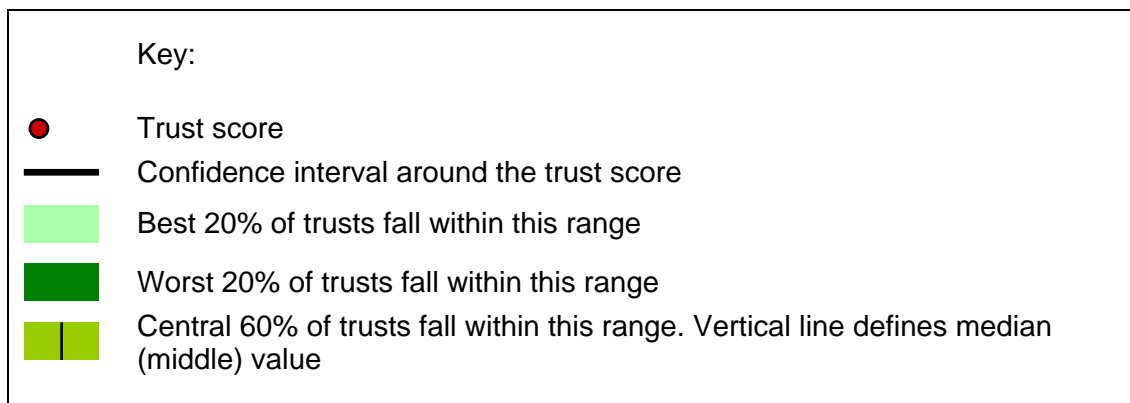 Key:
Trust score
Confidence interval around the trust score
Best 20% of trusts fall within this range
Worst 20% of trusts fall within this range
Central 60% of trusts fall within this range. Vertical line defines median
(middle) value